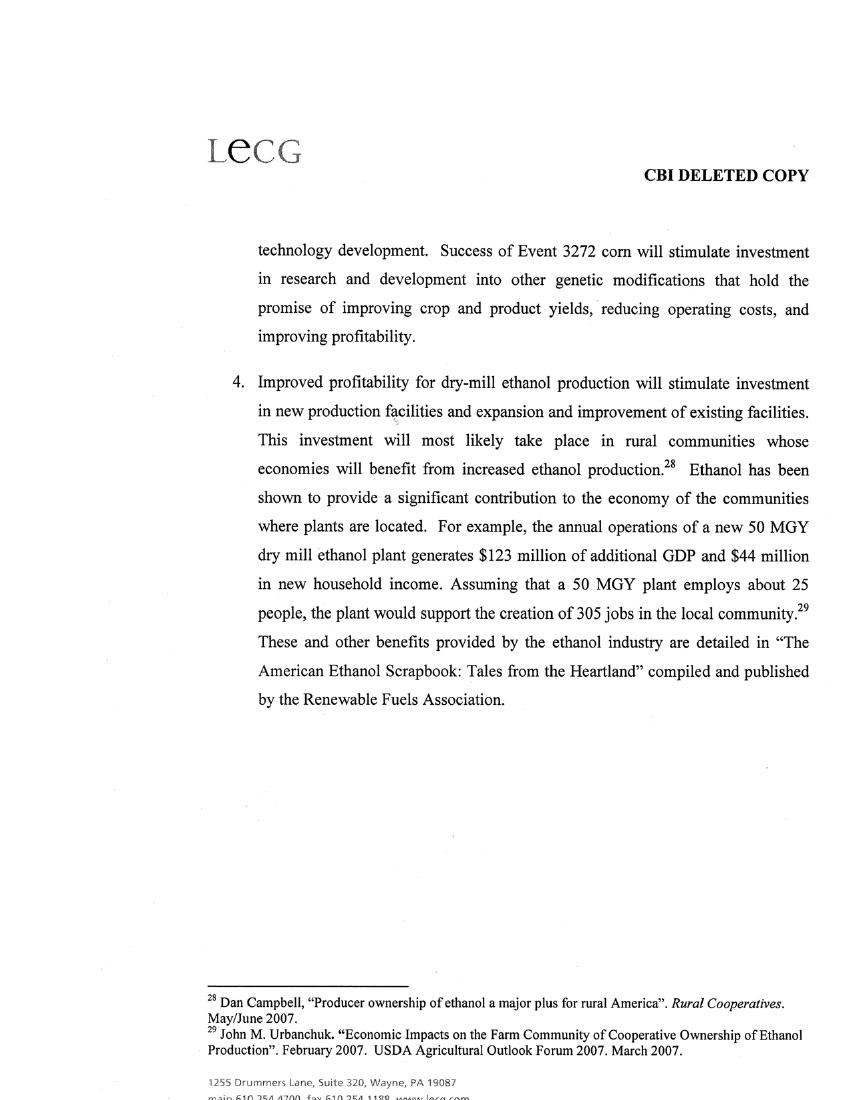 LECG
CBI DELETED COPY
technology development. Success of Event 3272 corn will stimulate investment
in research and development into other genetic modifications that hold the
promise of improving crop and product yields, reducing operating costs, and
improving profitability.
4. Improved profitability for dry-mill ethanol production will stimulate investment
in new production facilities and expansion and improvement of existing facilities.
This investment will most likely take place in rural communities whose
economies will benefit from increased ethanol production.28 Ethanol has been
shown to provide a significant contribution to the economy of the communities
where plants are located. For example, the annual operations of a new 50 MGY
dry mill ethanol plant generates $123 million of additional GDP and $44 million
in new household income. Assuming that a 50 MGY plant employs about 25
people, the plant would support the creation of 305 jobs in the local community.29
These and other benefits provided by the ethanol industry are detailed in “The
American Ethanol Scrapbook: Tales from the Heartland” compiled and published
by the Renewable Fuels Association.
28 Dan Campbell, “Producer ownership of ethanol a major plus for rural America”. Rural Cooperatives.
May/June 2007.
29 John M. Urbanchuk. “Economic Impacts on the Farm Community of Cooperative Ownership of Ethanol
Production”. February 2007. USDA Agricultural Outlook Forum 2007. March 2007.
1255 Drummers Lane, Suite 320, Wayne, PA 19087
main 610.254.4700 fax 610.254.1188 www.lecg.com